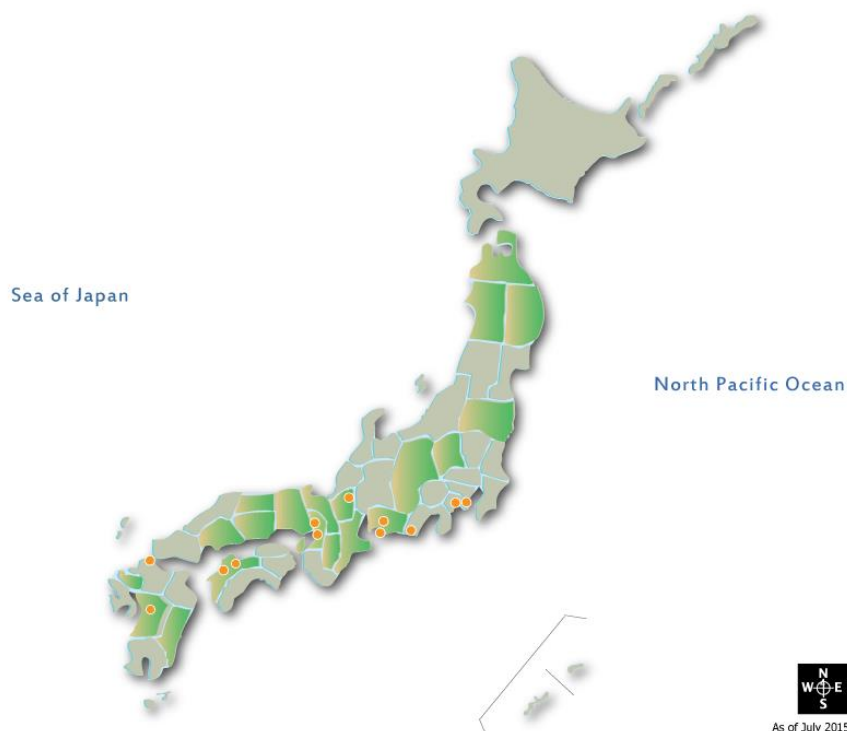 Sea of Japan
North Pacific Ocean
N
W E
S
As of July 2015